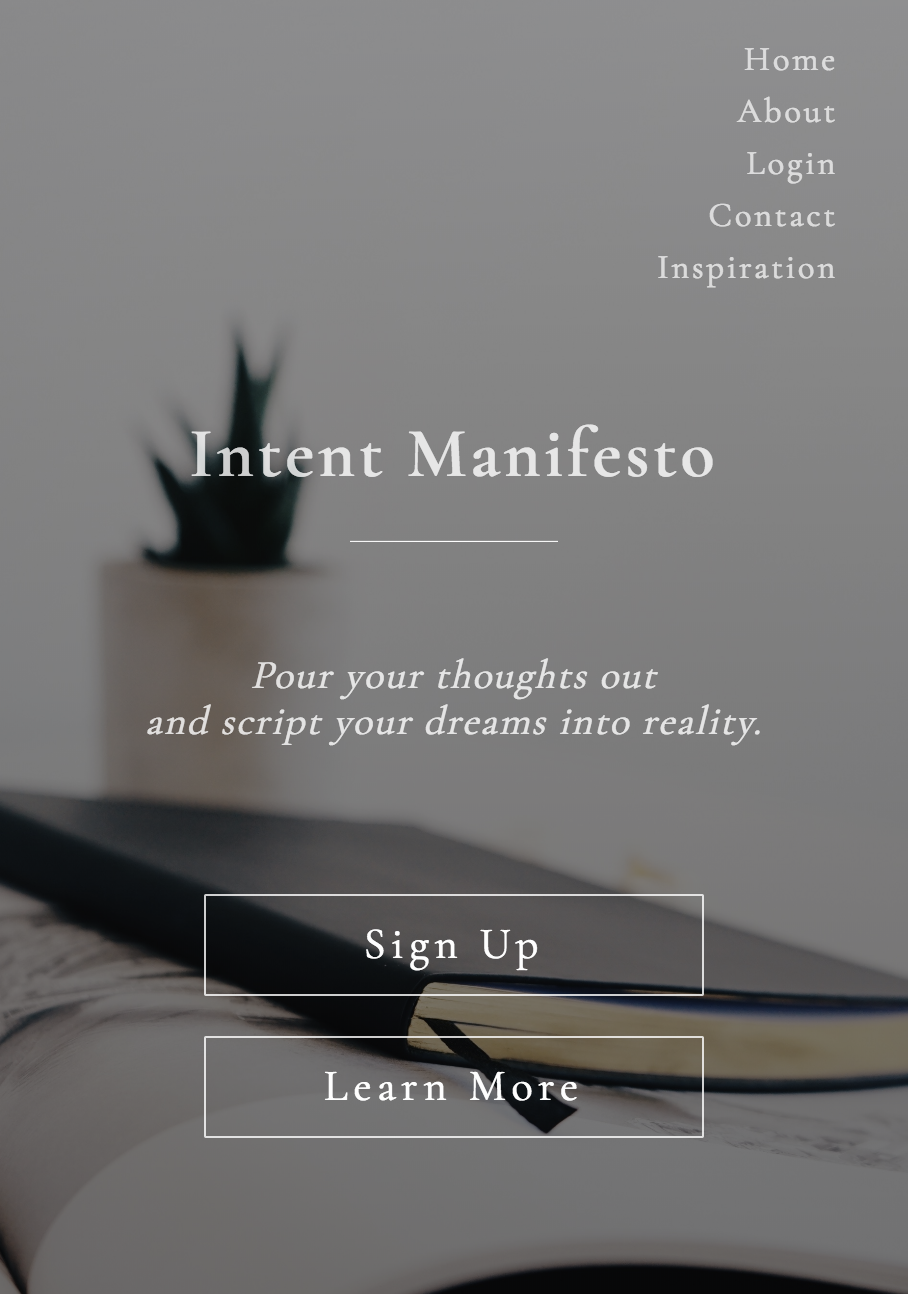 Home
About
Login
Contact
Inspiration
Intent Manifesto
Pour your thoughts out
and script your dreams into reality.
Sign Up
Learn More